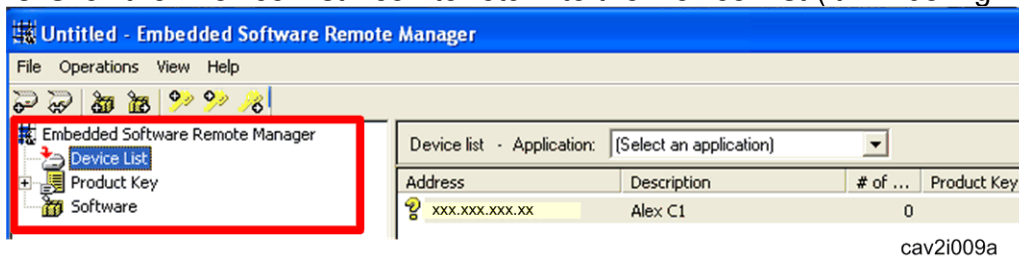 Untitled - Embedded Software Remote Manager
File Operations View Help
Embedded Software Remote Manager
Device List
Product Key
Software
Device list - Application: (Select an application)
Address Description # of ... Product Key
xxx.xxx.xxx.xx Alex C1 0
cav2i009a